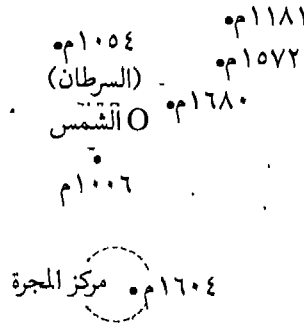 ١١٨١م
١٠٥٤م
١٥٧٢م
(السرطان)
١٦٨٠م
الشمس
١٠٠٦م
مركز المجرة ١٦٠٤م